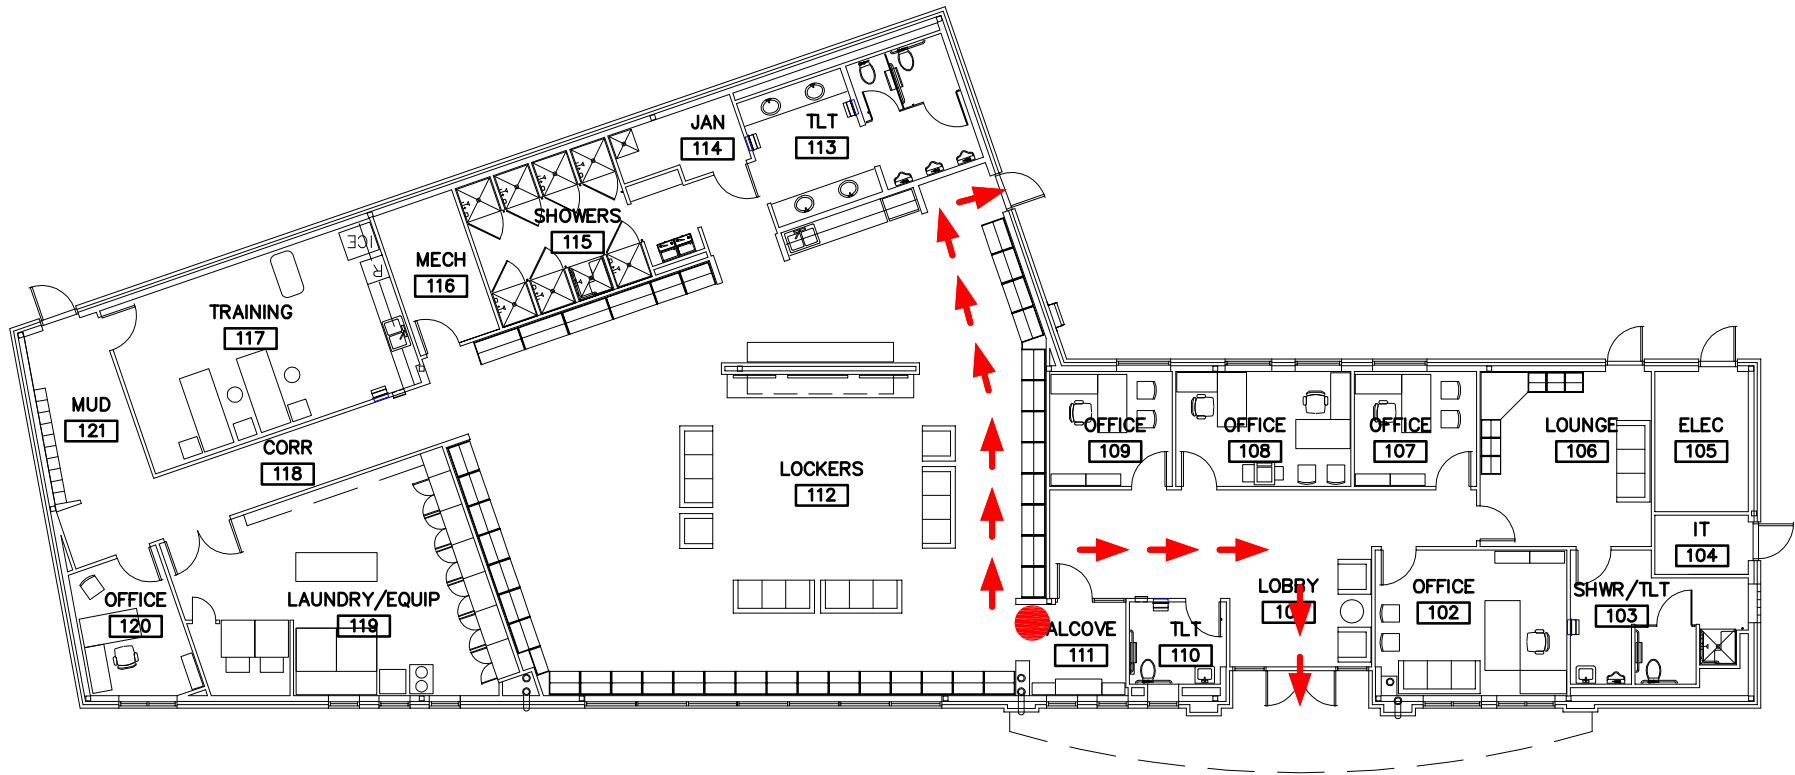 JAN
114
TLT
113
SHOWERS
115
ICE
R
MECH
116
TRAINING
117
MUD
121
CORR
118
LOCKERS
112
OFFICE
109
OFFICE
108
OFFICE
107
LOUNGE
106
ELEC
105
IT
104
OFFICE
120
LAUNDRY/EQUIP
119
ALCOVE
111
TLT
110
LOBBY
OFFICE
102
SHWR/TLT
103